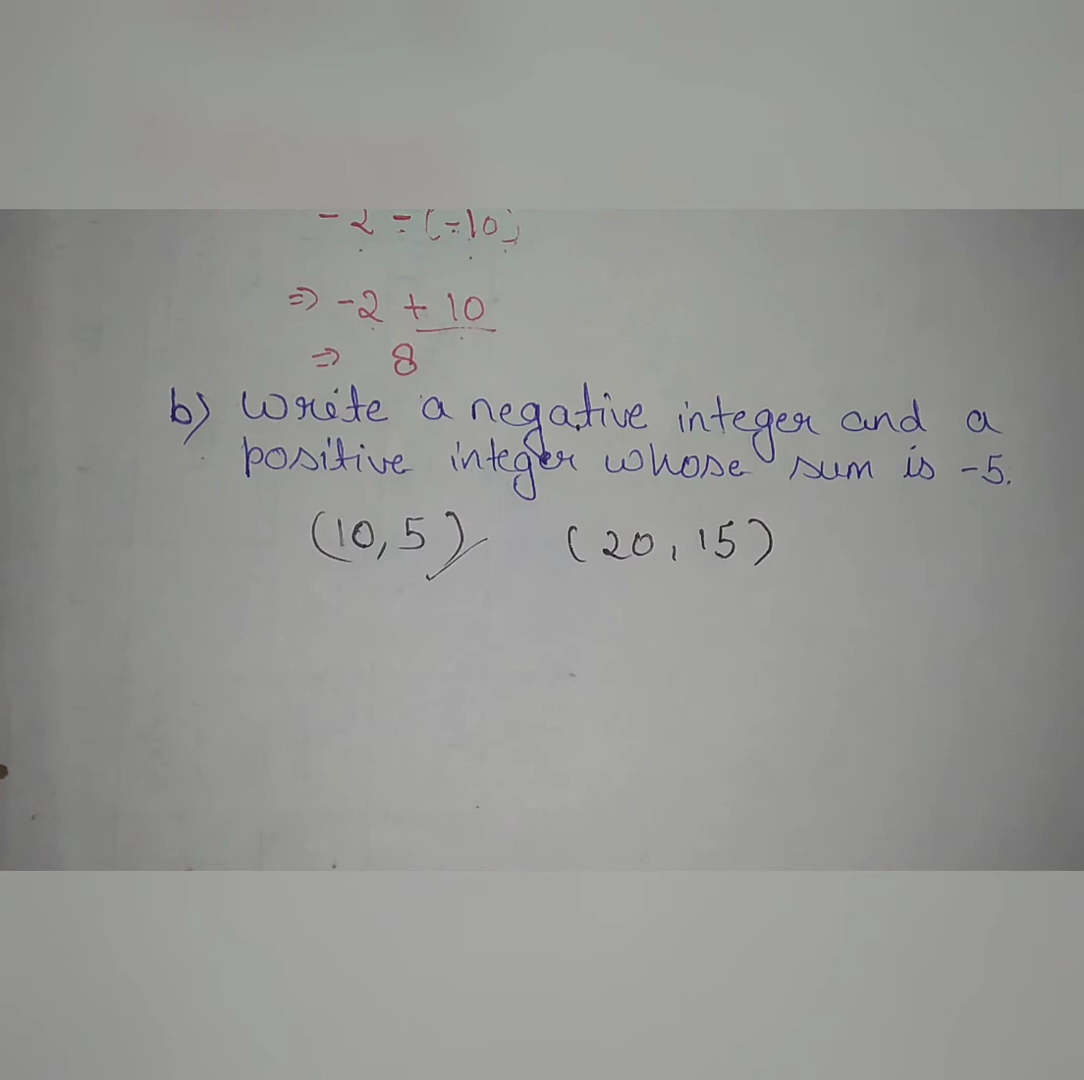 -2 - (-10)
⇒ -2 + 10
⇒ 8
b) Write a negative integer and a
positive integer whose sum is -5.
(10, 5) (20, 15)